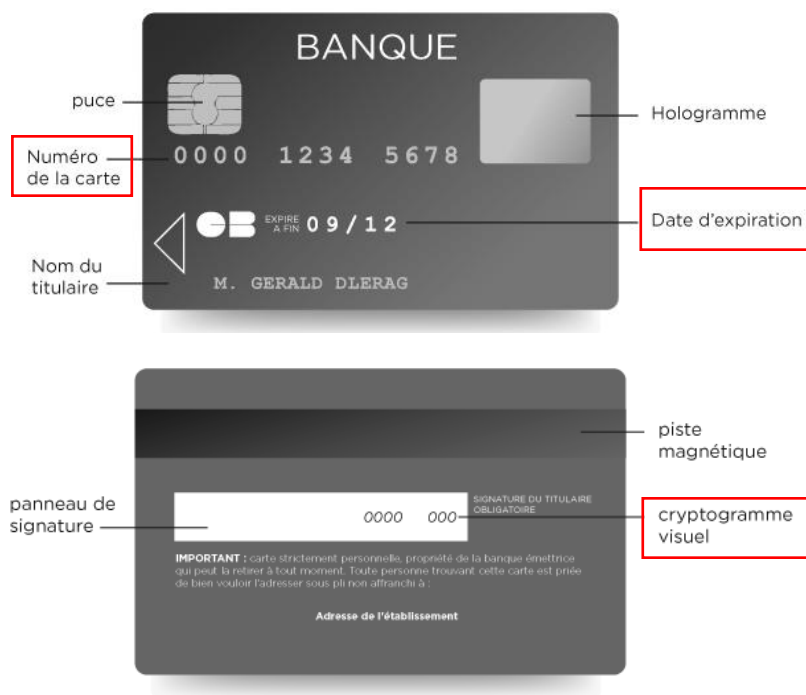 BANQUE
puce
Hologramme
Numéro
de la carte
0000 1234 5678
CB EXPIRE
A FIN 09/12
Date d'expiration
Nom du
titulaire
M. GERALD DLERAG
piste
magnétique
panneau de
signature
0000 000
SIGNATURE DU TITULAIRE
OBLIGATOIRE
cryptogramme
visuel
IMPORTANT : carte strictement personnelle, propriété de la banque émettrice
qui peut la retirer à tout moment. Toute personne trouvant cette carte est priée
de bien vouloir l'adresser sous pli non affranchi à :
Adresse de l'établissement